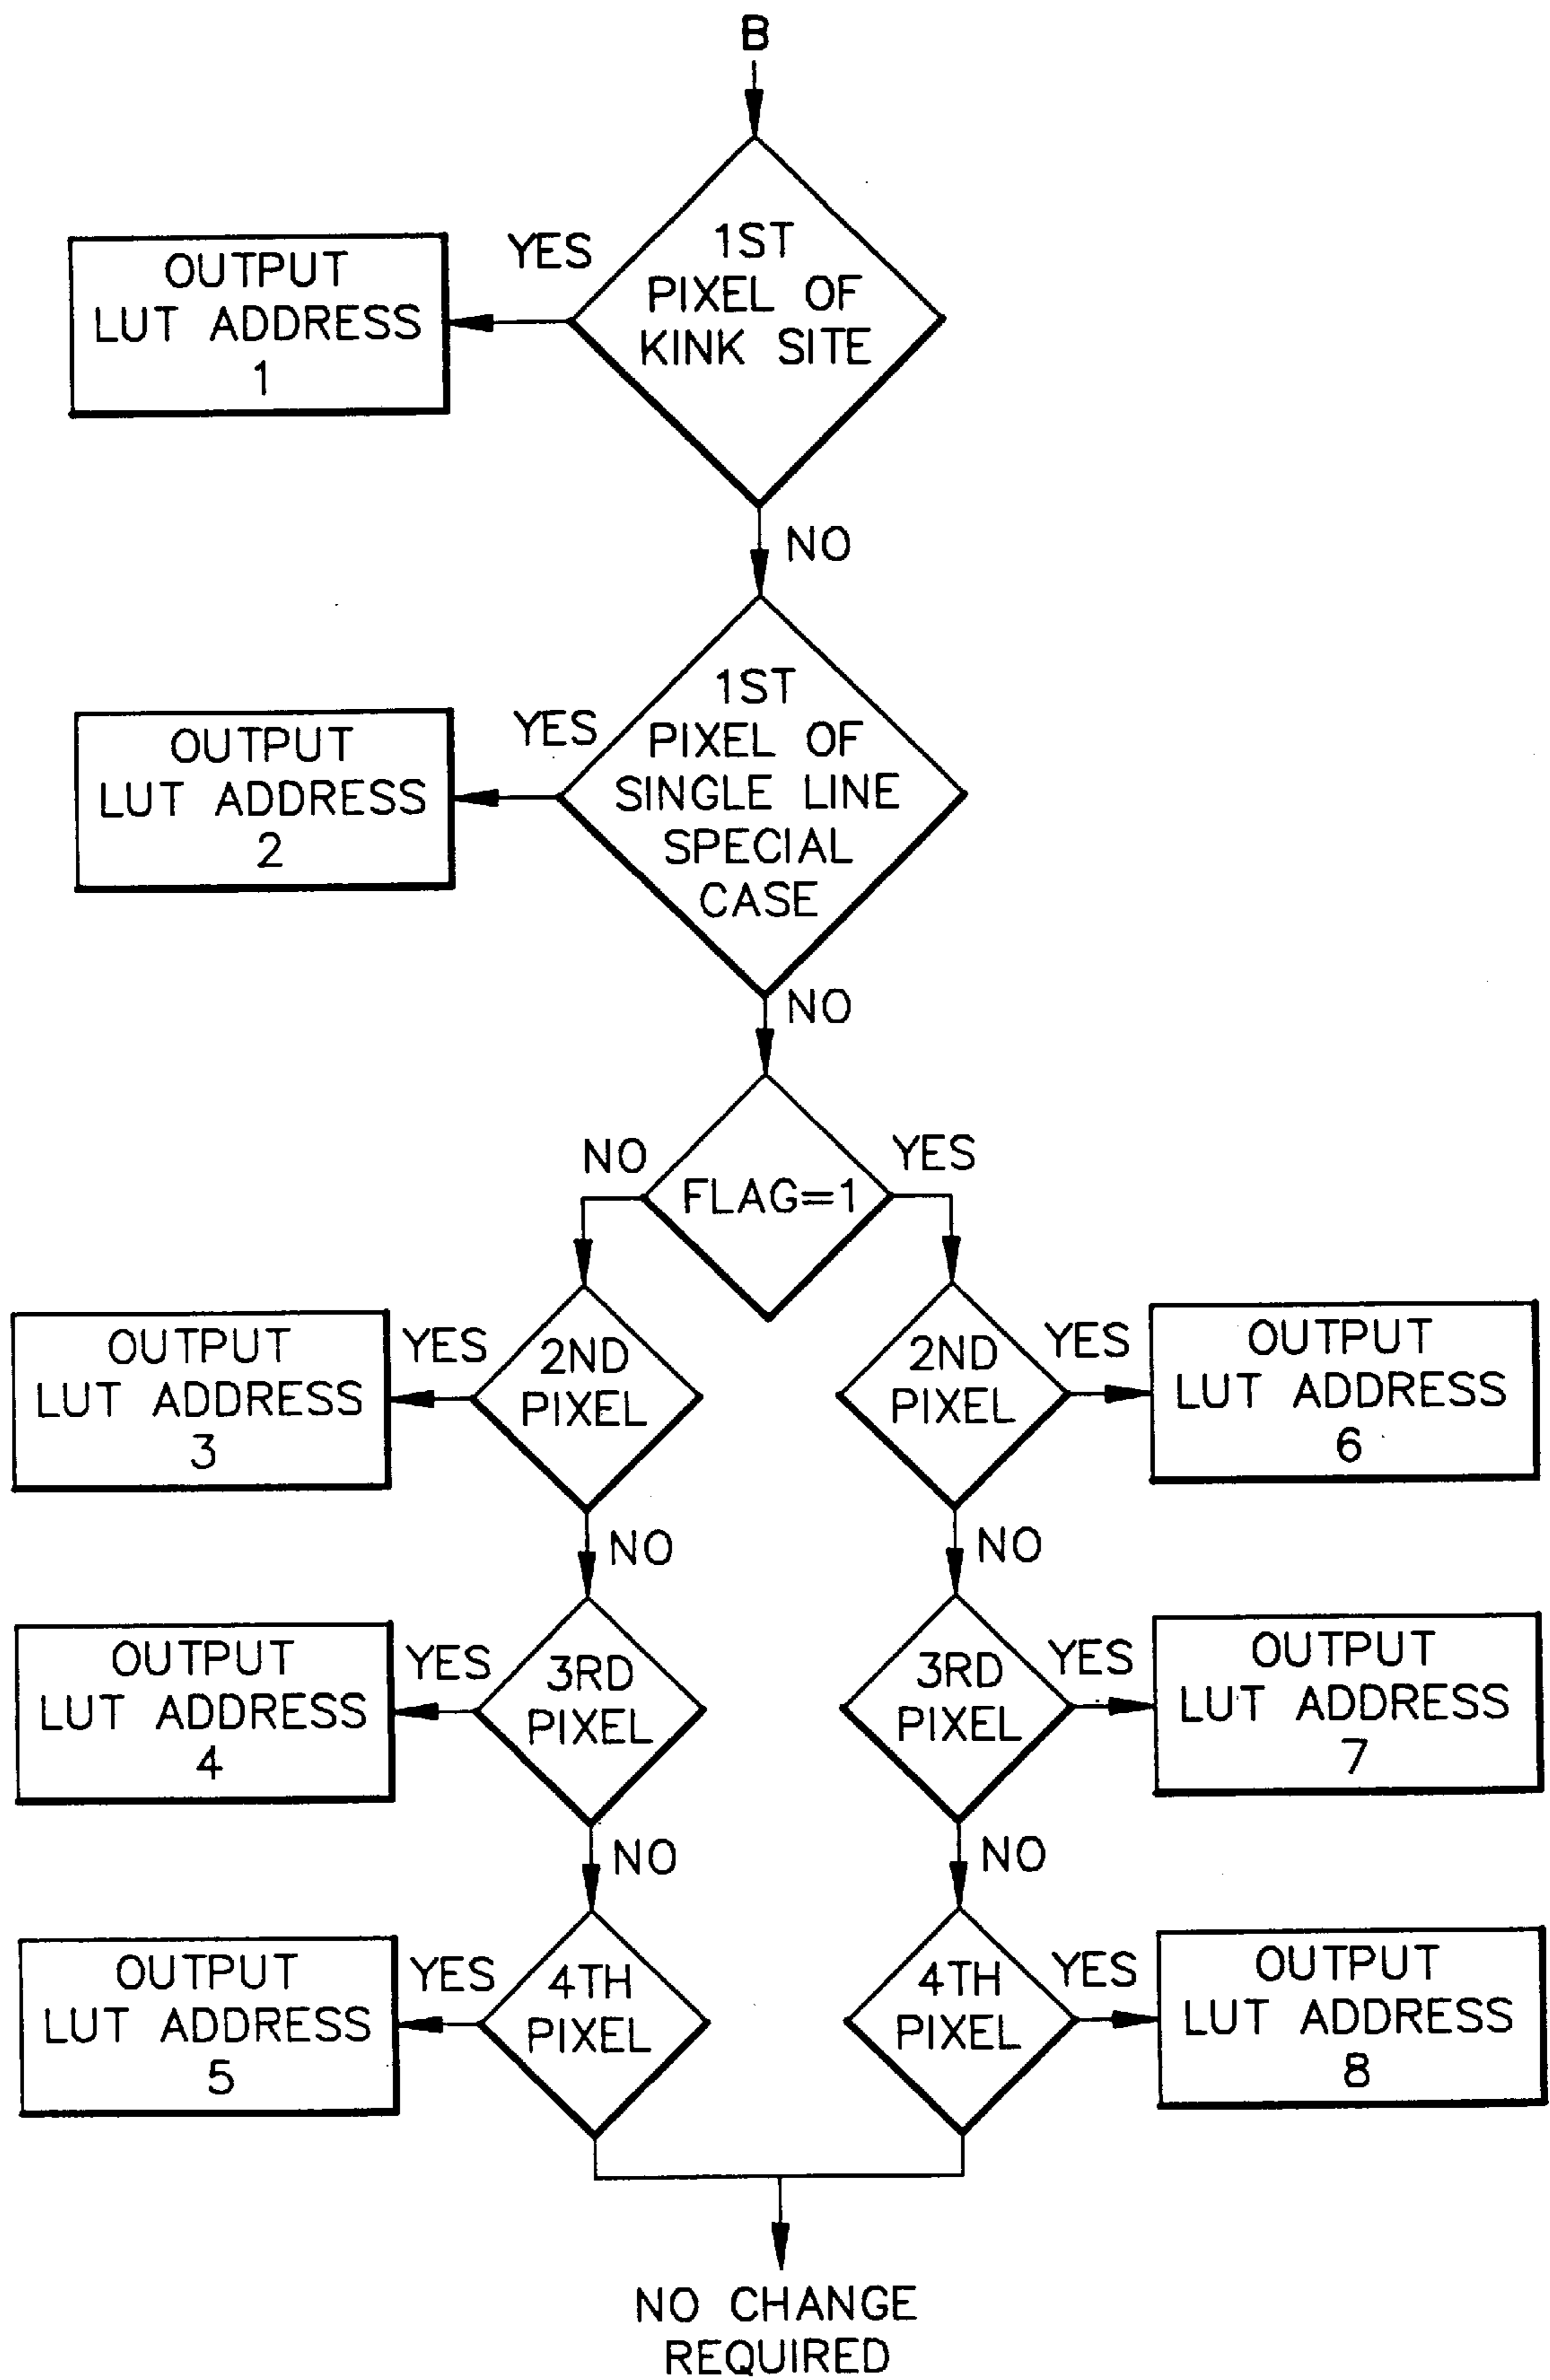 B
1ST
PIXEL OF
KINK SITE
YES
OUTPUT
LUT ADDRESS
1
NO
1ST
PIXEL OF
SINGLE LINE
SPECIAL
CASE
YES
OUTPUT
LUT ADDRESS
2
NO
FLAG=1
NO
YES
2ND
PIXEL
YES
OUTPUT
LUT ADDRESS
3
NO
3RD
PIXEL
YES
OUTPUT
LUT ADDRESS
4
NO
4TH
PIXEL
YES
OUTPUT
LUT ADDRESS
5
2ND
PIXEL
YES
OUTPUT
LUT ADDRESS
6
NO
3RD
PIXEL
YES
OUTPUT
LUT ADDRESS
7
NO
4TH
PIXEL
YES
OUTPUT
LUT ADDRESS
8
NO CHANGE
REQUIRED